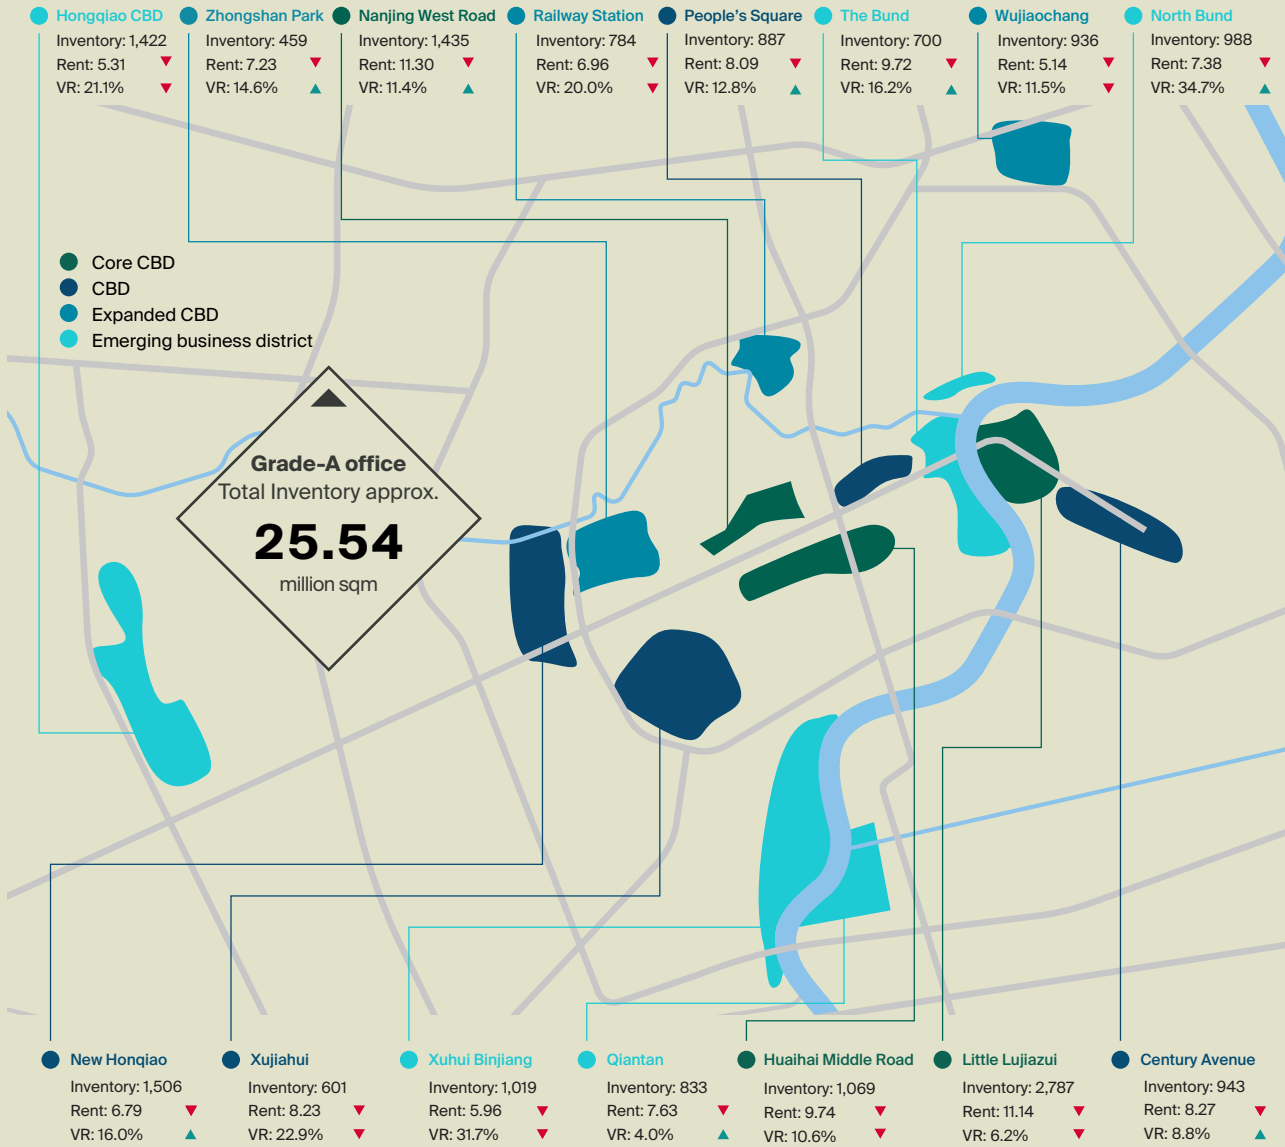 Hongqiao CBD
Inventory: 1,422
Rent: 5.31
VR: 21.1%
Zhongshan Park
Inventory: 459
Rent: 7.23
VR: 14.6%
Nanjing West Road
Inventory: 1,435
Rent: 11.30
VR: 11.4%
Railway Station
Inventory: 784
Rent: 6.96
VR: 20.0%
People's Square
Inventory: 887
Rent: 8.09
VR: 12.8%
The Bund
Inventory: 700
Rent: 9.72
VR: 16.2%
Wujiaochang
Inventory: 936
Rent: 5.14
VR: 11.5%
North Bund
Inventory: 988
Rent: 7.38
VR: 34.7%
Core CBD
CBD
Expanded CBD
Emerging business district
Grade-A office
Total Inventory approx.
25.54
million sqm
New Honqiao
Inventory: 1,506
Rent: 6.79
VR: 16.0%
Xujiahui
Inventory: 601
Rent: 8.23
VR: 22.9%
Xuhui Binjiang
Inventory: 1,019
Rent: 5.96
VR: 31.7%
Qiantan
Inventory: 833
Rent: 7.63
VR: 4.0%
Huaihai Middle Road
Inventory: 1,069
Rent: 9.74
VR: 10.6%
Little Lujiazui
Inventory: 2,787
Rent: 11.14
VR: 6.2%
Century Avenue
Inventory: 943
Rent: 8.27
VR: 8.8%